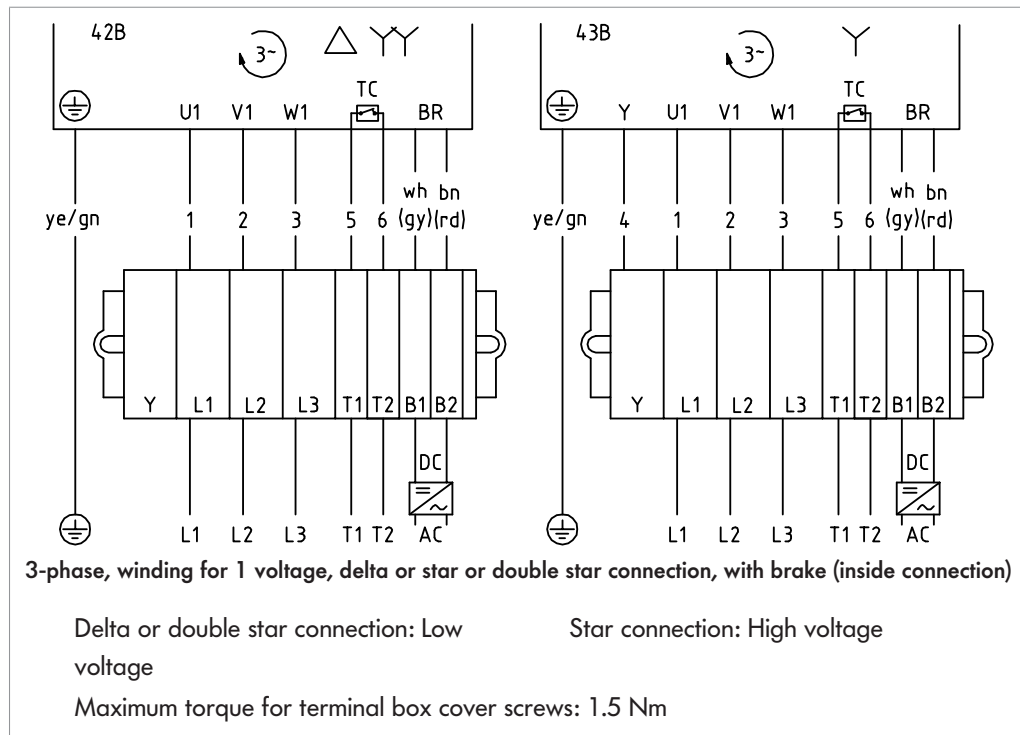 42B
3~
TC
U1 V1 W1 BR
wh bn
ye/gn 1 2 3 5 6 (gy)(rd)
Y L1 L2 L3 T1 T2 B1 B2
DC
L1 L2 L3 T1 T2 AC
43B
3~
TC
Y U1 V1 W1 BR
wh bn
ye/gn 4 1 2 3 5 6 (gy)(rd)
Y L1 L2 L3 T1 T2 B1 B2
DC
L1 L2 L3 T1 T2 AC
3-phase, winding for 1 voltage, delta or star or double star connection, with brake (inside connection)
Delta or double star connection: Low
voltage
Star connection: High voltage
Maximum torque for terminal box cover screws: 1.5 Nm